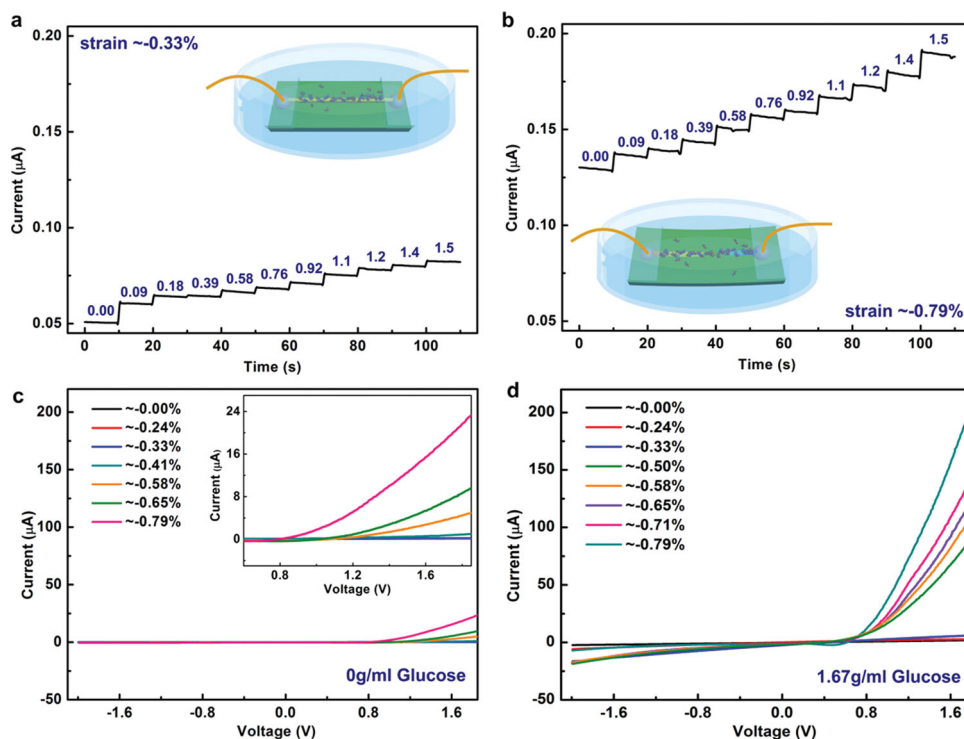 a
strain ~-0.33%
0.20
0.15
0.10
0.05
Current (μA)
0.00 0.09 0.18 0.39 0.58 0.76 0.92 1.1 1.2 1.4 1.5
0 20 40 60 80 100
Time (s)
b
0.20
0.15
0.10
0.05
Current (μA)
0.00 0.09 0.18 0.39 0.58 0.76 0.92 1.1 1.2 1.4 1.5
strain ~-0.79%
0 20 40 60 80 100
Time (s)
c
200
150
100
50
0
-50
Current (μA)
~-0.00%
~-0.24%
~-0.33%
~-0.41%
~-0.58%
~-0.65%
~-0.79%
24
16
8
0
Current (μA)
0.8 1.2 1.6
Voltage (V)
0g/ml Glucose
-1.6 -0.8 0.0 0.8 1.6
Voltage (V)
d
200
150
100
50
0
-50
Current (μA)
~-0.00%
~-0.24%
~-0.33%
~-0.50%
~-0.58%
~-0.65%
~-0.71%
~-0.79%
1.67g/ml Glucose
-1.6 -0.8 0.0 0.8 1.6
Voltage (V)